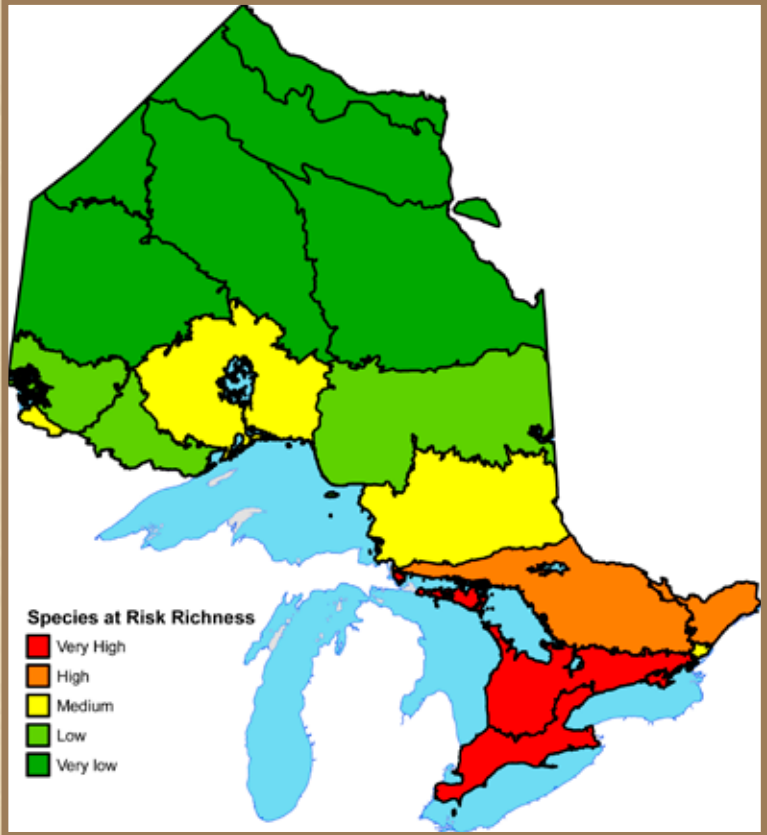 Species at Risk Richness
Very High
High
Medium
Low
Very low